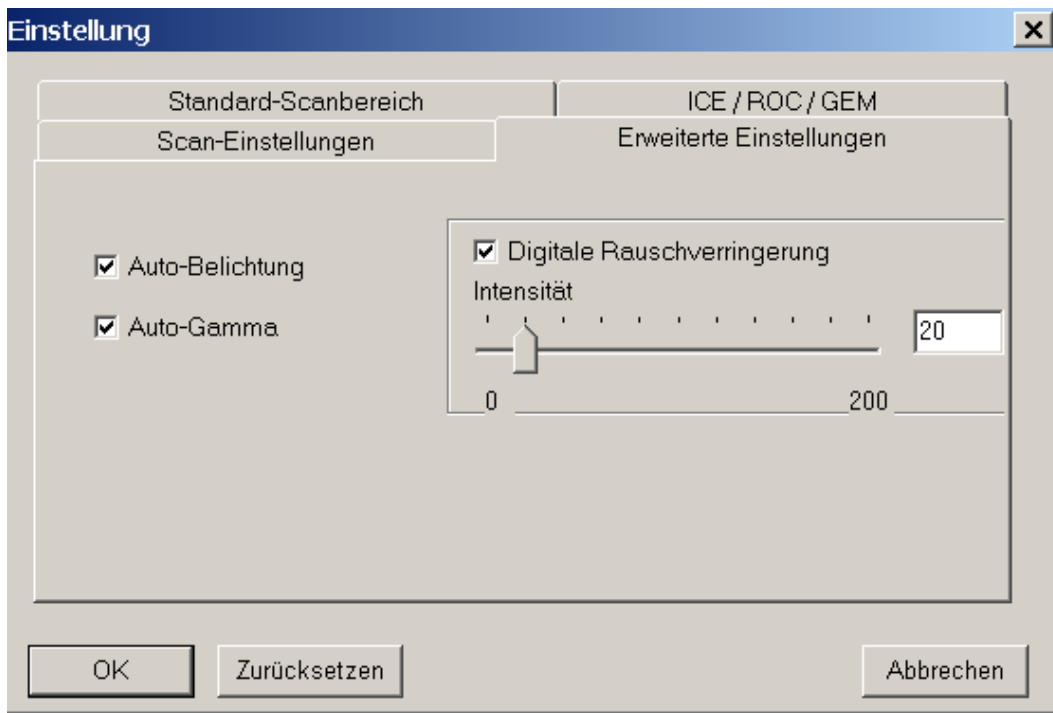 Einstellung
Standard-Scanbereich
ICE / ROC / GEM
Scan-Einstellungen
Erweiterte Einstellungen
Auto-Belichtung
Auto-Gamma
Digitale Rauschverringerung
Intensität
20
0
200
OK
Zurücksetzen
Abbrechen